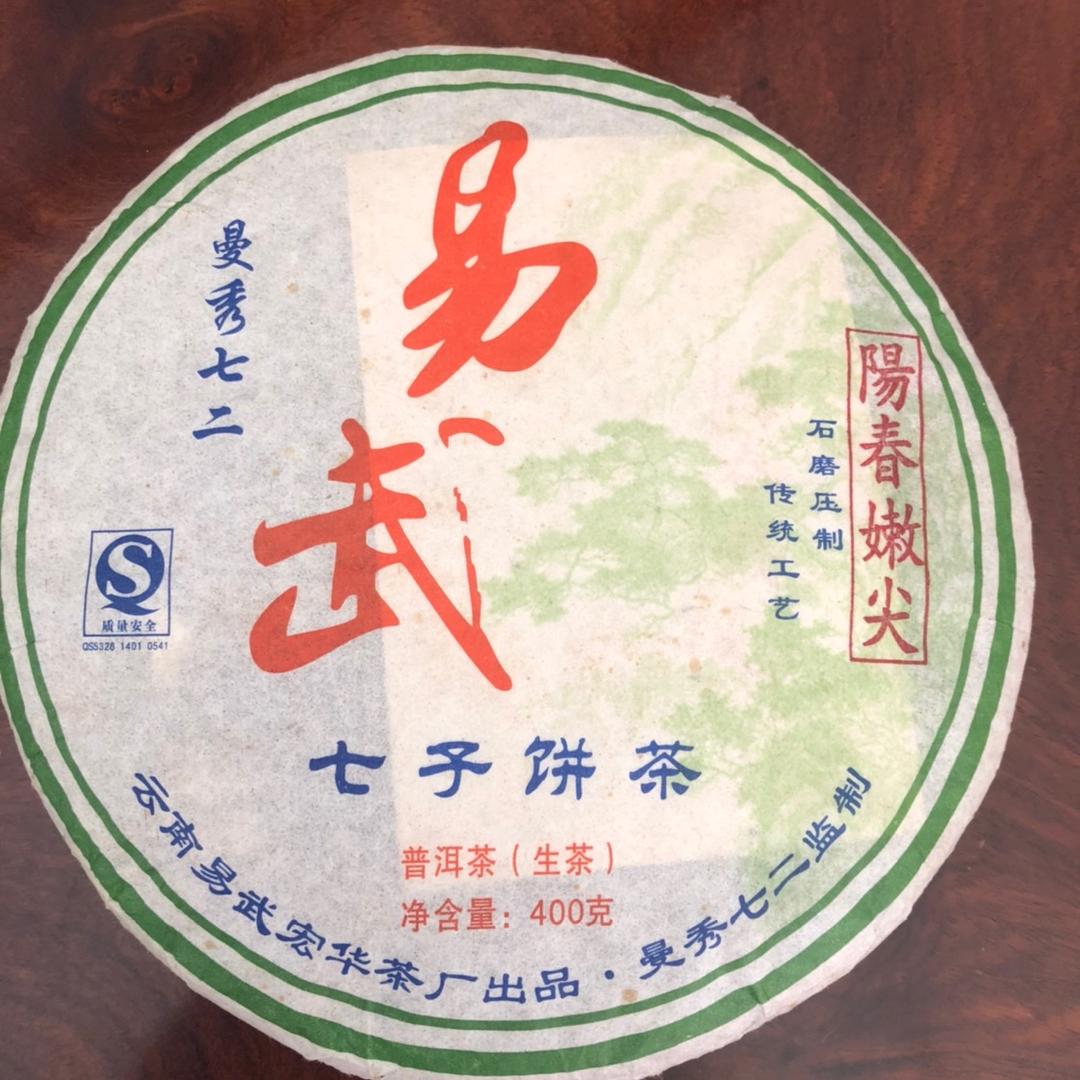 易武
曼秀七二
陽春嫩尖
石磨压制
传统工艺
质量安全
QS5328 1401 0541
七子饼茶
普洱茶（生茶）
净含量：400克
云南易武宏华茶厂出品·曼秀七二监制